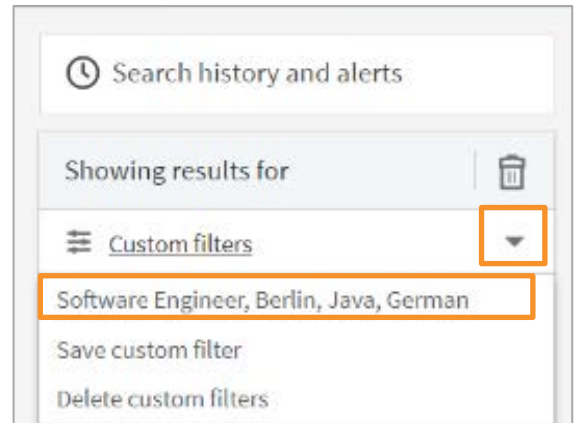 Search history and alerts
Showing results for
Custom filters
Software Engineer, Berlin, Java, German
Save custom filter
Delete custom filters